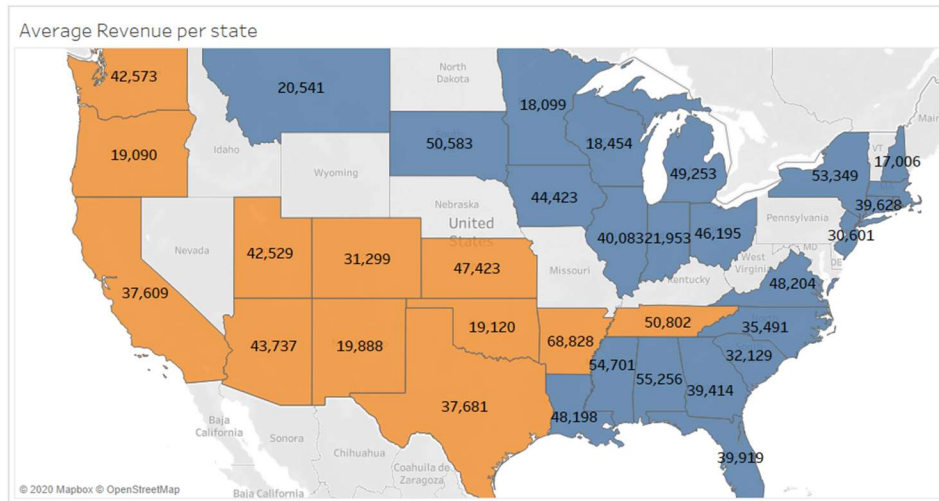 Average Revenue per state
42,573
20,541
North
Dakota
18,099
Main
19,090
Idaho
50,583
18,454
49,253
VT
17,006
53,349
Wyoming
44,423
39,628
Nebraska
United
States
Pennsylvania
30,601
Nevada
42,529
31,299
47,423
40,083
21,953
46,195
MD
DE
West
Virginia
Missouri
Kentucky
48,204
37,609
43,737
19,888
19,120
68,828
50,802
35,491
54,701
55,256
39,414
32,129
37,681
48,198
39,919
Baja
California
Sonora
Chihuahua
Coahuila de
Zaragoza
Baja California
© 2020 Mapbox © OpenStreetMap